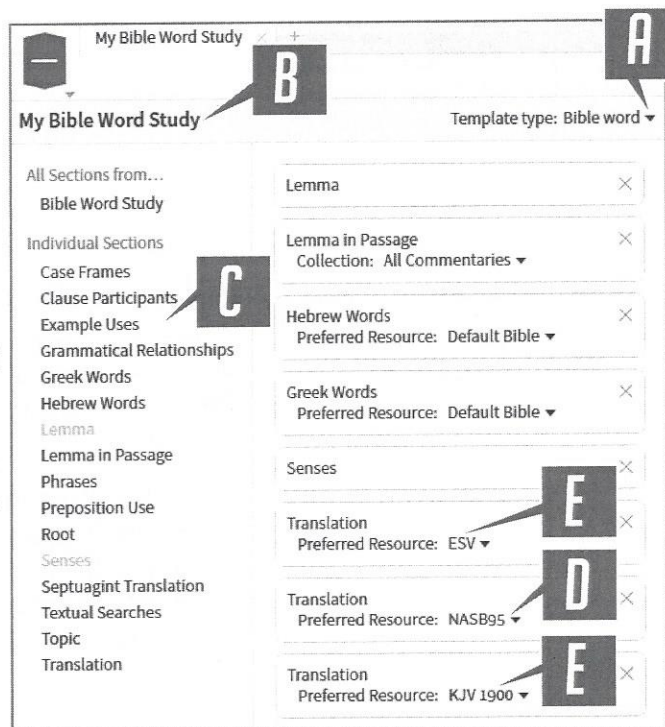 My Bible Word Study × +
A
B
My Bible Word Study
Template type: Bible word ▾
All Sections from...
Bible Word Study
Individual Sections
Case Frames
Clause Participants
Example Uses
Grammatical Relationships
Greek Words
Hebrew Words
Lemma
Lemma in Passage
Phrases
Preposition Use
Root
Senses
Septuagint Translation
Textual Searches
Topic
Translation
C
Lemma ×
Lemma in Passage ×
Collection: All Commentaries ▾
Hebrew Words ×
Preferred Resource: Default Bible ▾
Greek Words ×
Preferred Resource: Default Bible ▾
Senses ×
E
Translation ×
Preferred Resource: ESV ▾
D
Translation ×
Preferred Resource: NASB95 ▾
E
Translation ×
Preferred Resource: KJV 1900 ▾